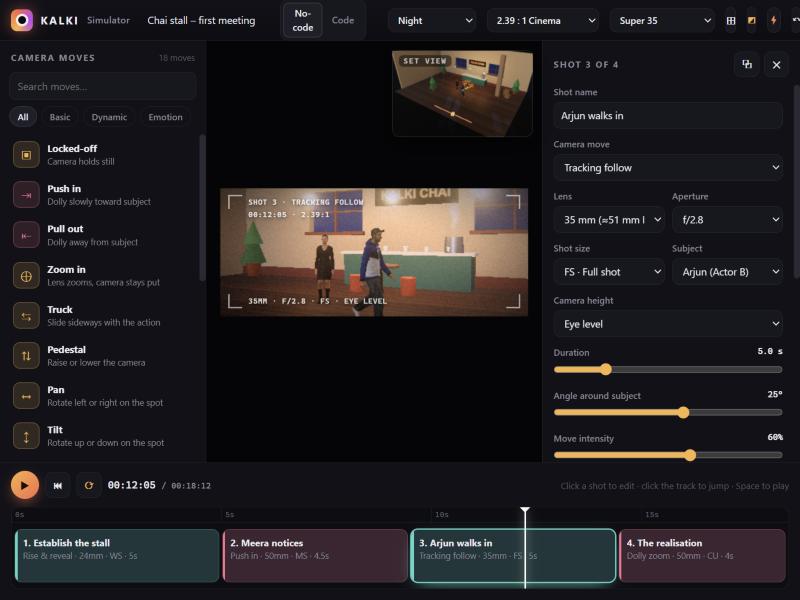 KALKI Simulator
Chai stall – first meeting
No-code
Code
Night
2.39 : 1 Cinema
Super 35
CAMERA MOVES
18 moves
Search moves...
All
Basic
Dynamic
Emotion
Locked-off
Camera holds still
Push in
Dolly slowly toward subject
Pull out
Dolly away from subject
Zoom in
Lens zooms, camera stays put
Truck
Slide sideways with the action
Pedestal
Raise or lower the camera
Pan
Rotate left or right on the spot
Tilt
Rotate up or down on the spot
SET VIEW
KALKI CHAI
SHOT 3 · TRACKING FOLLOW
00:12:05 · 2.39:1
35MM · F/2.8 · FS · EYE LEVEL
SHOT 3 OF 4
Shot name
Arjun walks in
Camera move
Tracking follow
Lens
Aperture
35 mm (≈51 mm l
f/2.8
Shot size
Subject
FS · Full shot
Arjun (Actor B)
Camera height
Eye level
Duration
5.0 s
Angle around subject
25°
Move intensity
60%
00:12:05 / 00:18:12
Click a shot to edit · click the track to jump · Space to play
0s
5s
10s
15s
1. Establish the stall
Rise & reveal · 24mm · WS · 5s
2. Meera notices
Push in · 50mm · MS · 4.5s
3. Arjun walks in
Tracking follow · 35mm · FS · 5s
4. The realisation
Dolly zoom · 50mm · CU · 4s